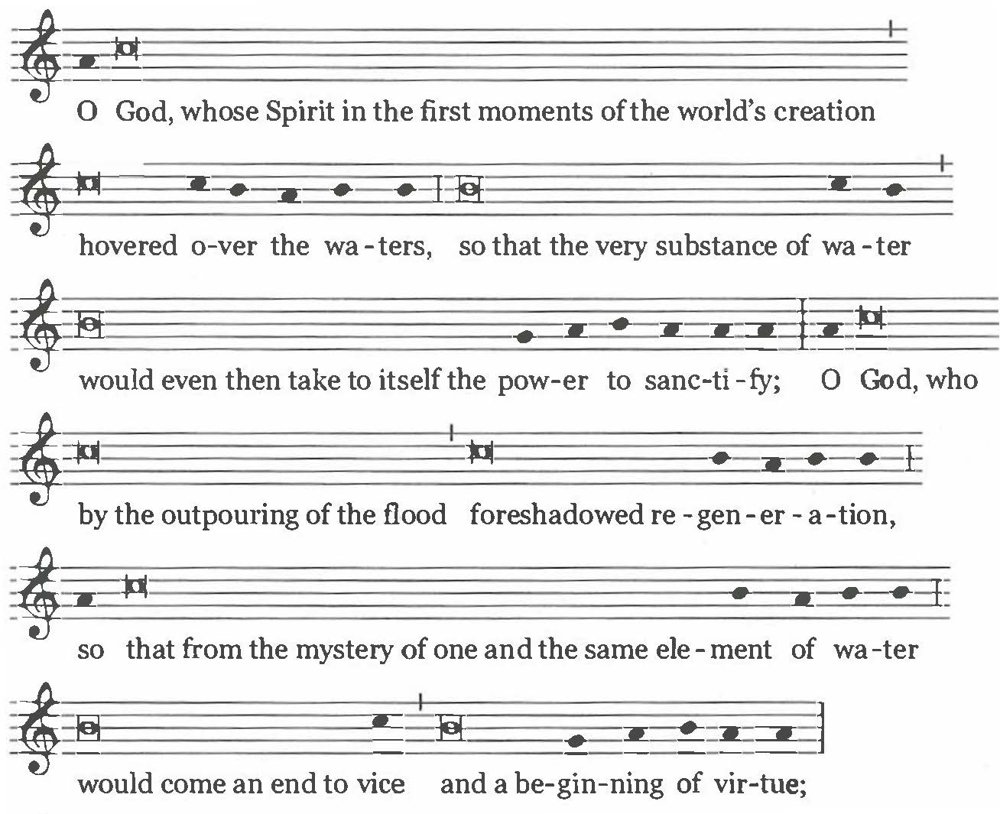 O God, whose Spirit in the first moments of the world's creation
hovered o-ver the wa-ters, so that the very substance of wa-ter
would even then take to itself the pow-er to sanc-ti-fy; O God, who
by the outpouring of the flood foreshadowed re-gen-er-a-tion,
so that from the mystery of one and the same ele-ment of wa-ter
would come an end to vice and a be-gin-ning of vir-tue;